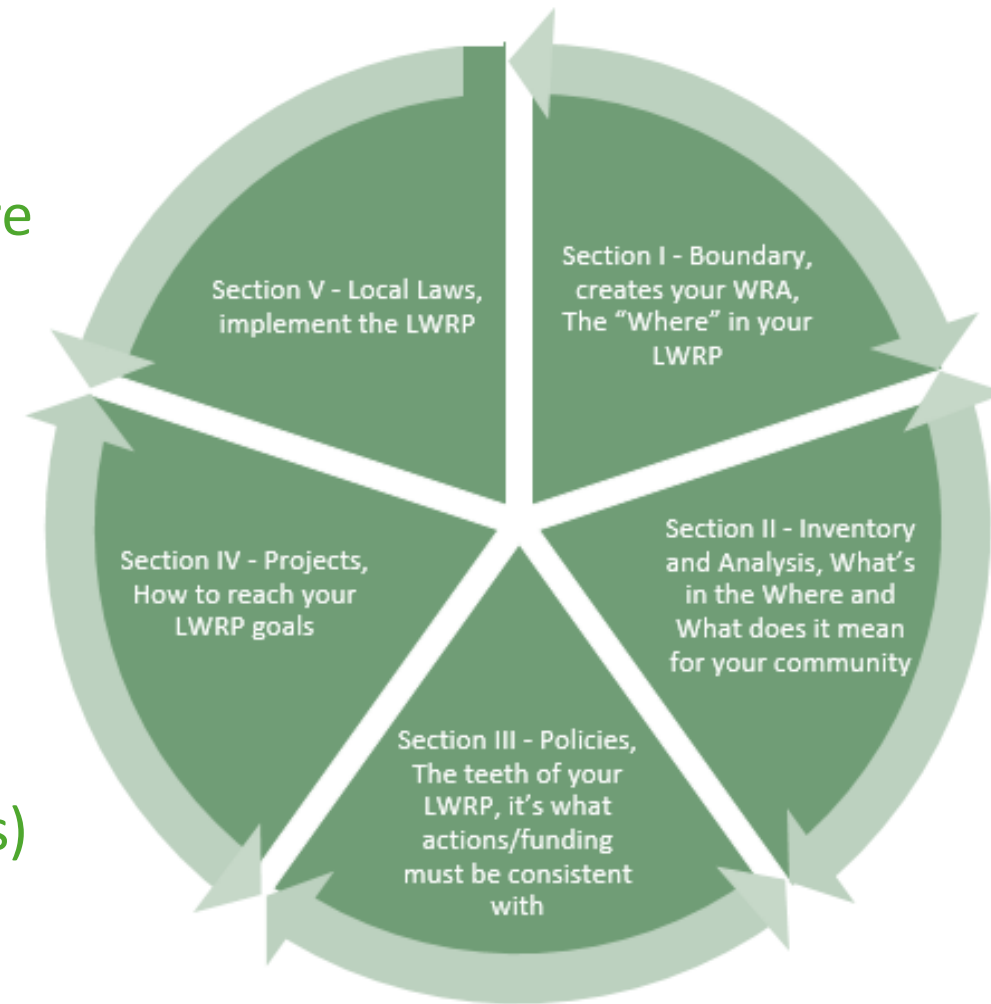 re
s)
Section I - Boundary,
creates your WRA,
The “Where” in your
LWRP
Section II - Inventory
and Analysis, What’s
in the Where and
What does it mean
for your community
Section III - Policies,
The teeth of your
LWRP, it’s what
actions/funding
must be consistent
with
Section IV - Projects,
How to reach your
LWRP goals
Section V - Local Laws,
implement the LWRP